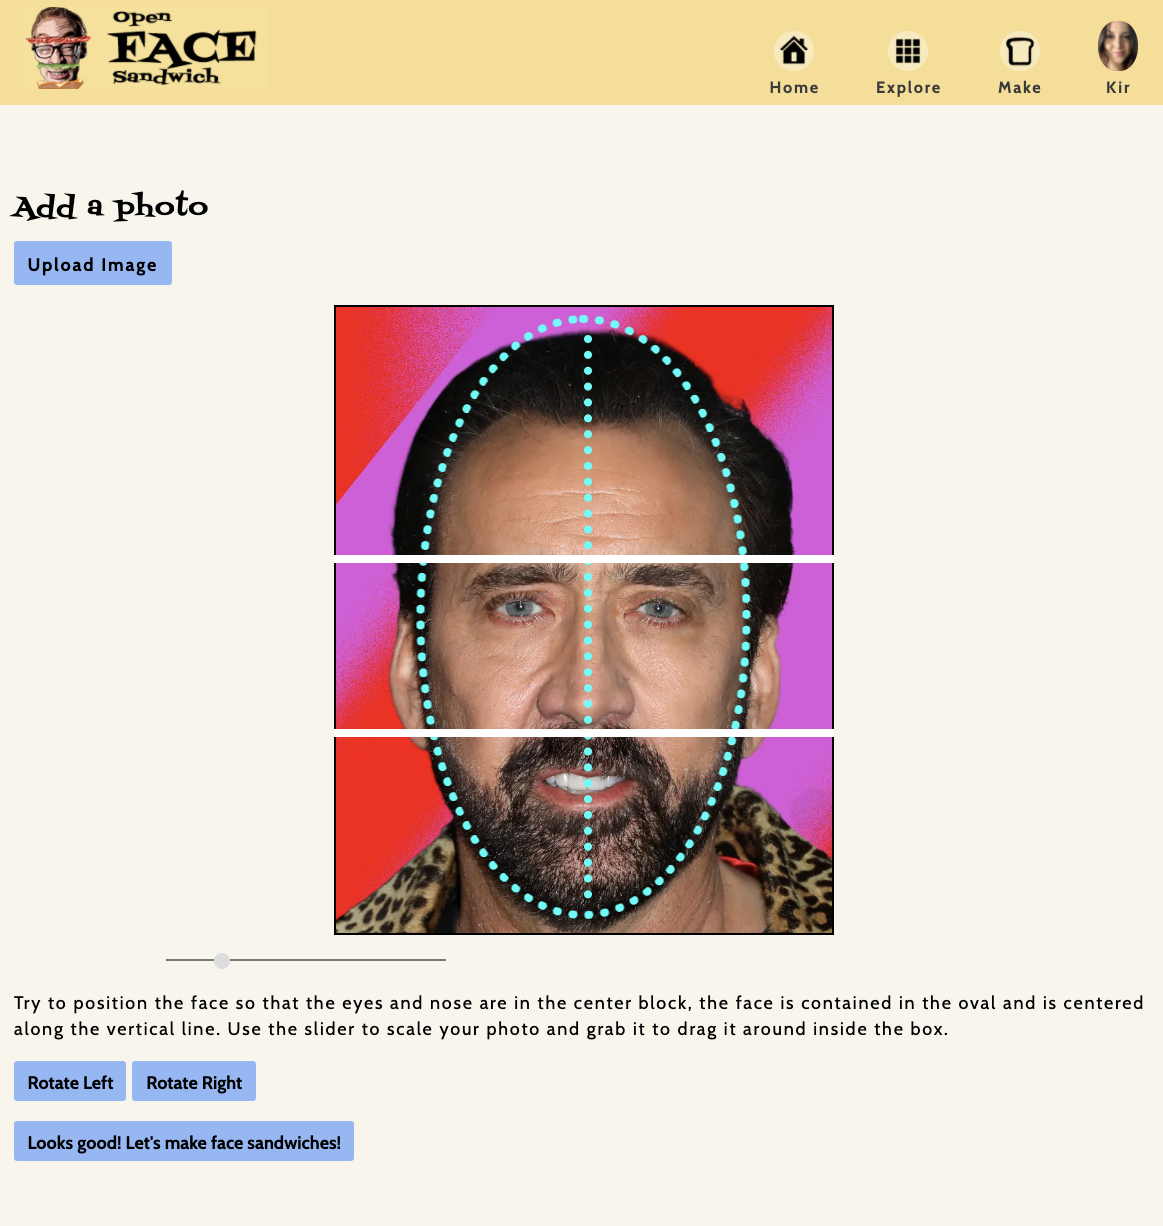 Open
FACE
Sandwich
Home
Explore
Make
Kir
Add a photo
Upload Image
Try to position the face so that the eyes and nose are in the center block, the face is contained in the oval and is centered
along the vertical line. Use the slider to scale your photo and grab it to drag it around inside the box.
Rotate Left
Rotate Right
Looks good! Let's make face sandwiches!